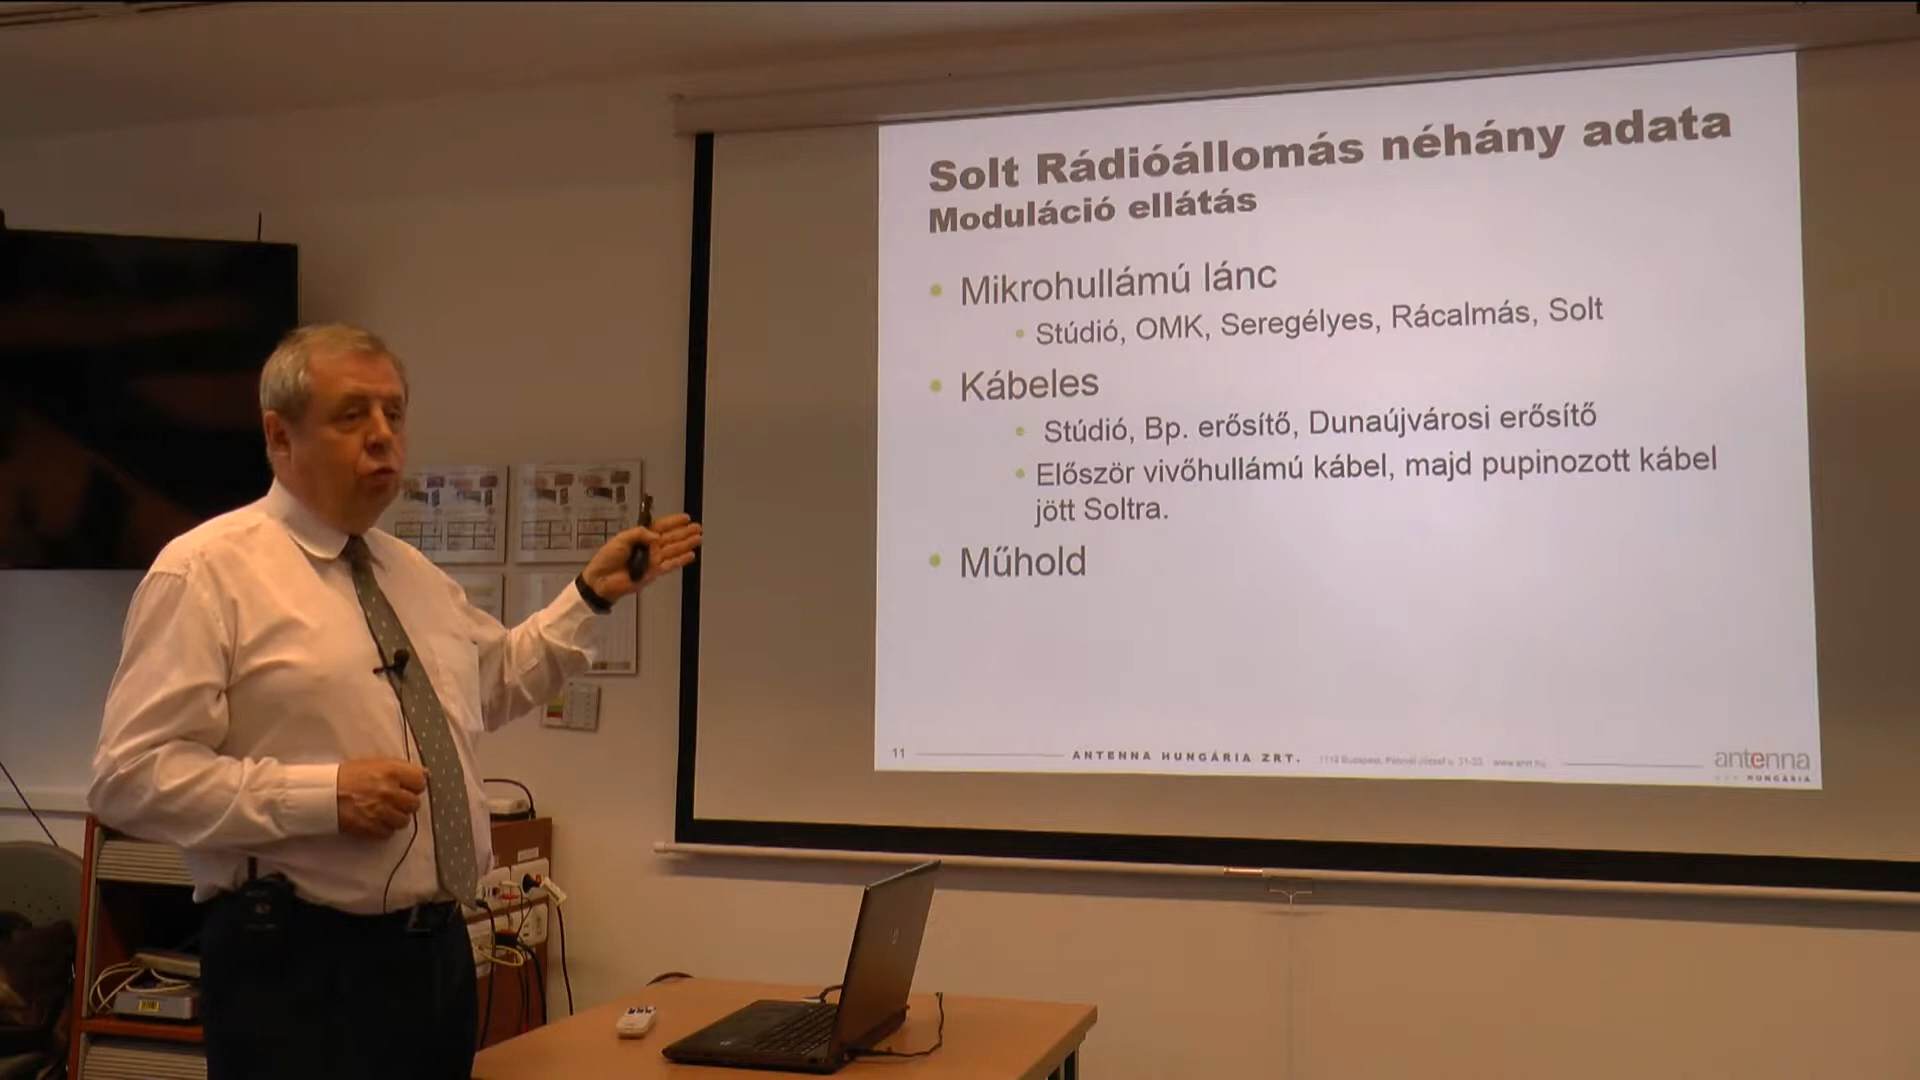 Solt Rádióállomás néhány adata
Moduláció ellátás
Mikrohullámú lánc
Stúdió, OMK, Seregélyes, Rácalmás, Solt
Kábeles
Stúdió, Bp. erősítő, Dunaújvárosi erősítő
Először vivőhullámú kábel, majd pupinozott kábel
jött Soltra.
Műhold
11 ANTENNA HUNGÁRIA ZRT.
antenna
HUNGÁRIA